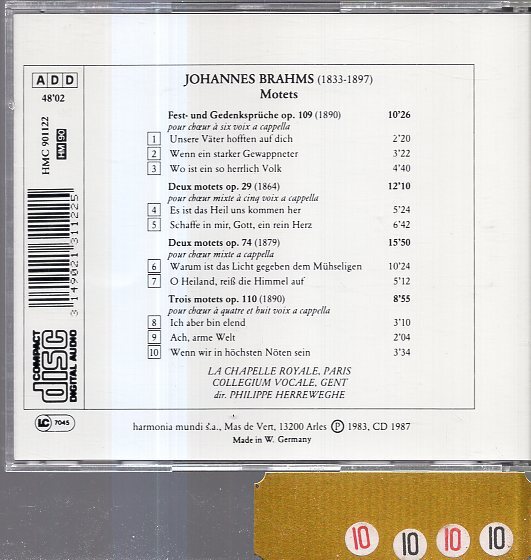 JOHANNES BRAHMS (1833-1897)
Motets
A D D
48'02
HMC 901122
HM 90
3 149021 311225
COMPACT
disc
DIGITAL AUDIO
LC 7045
Fest- und Gedenksprüche op. 109 (1890) 10'26
pour chœur à six voix a cappella
1 Unsere Väter hofften auf dich 2'20
2 Wenn ein starker Gewappneter 3'22
3 Wo ist ein so herrlich Volk 4'40
Deux motets op. 29 (1864) 12'10
pour chœur mixte à cinq voix a cappella
4 Es ist das Heil uns kommen her 5'24
5 Schaffe in mir, Gott, ein rein Herz 6'42
Deux motets op. 74 (1879) 15'50
pour chœur mixte a cappella
6 Warum ist das Licht gegeben dem Mühseligen 10'24
7 O Heiland, reiß die Himmel auf 5'12
Trois motets op. 110 (1890) 8'55
pour chœur à quatre et huit voix a cappella
8 Ich aber bin elend 3'10
9 Ach, arme Welt 2'04
10 Wenn wir in höchsten Nöten sein 3'34
LA CHAPELLE ROYALE, PARIS
COLLEGIUM VOCALE, GENT
dir. PHILIPPE HERREWEGHE
harmonia mundi s.a., Mas de Vert, 13200 Arles ℗ 1983, CD 1987
Made in W. Germany
10 10 10 10